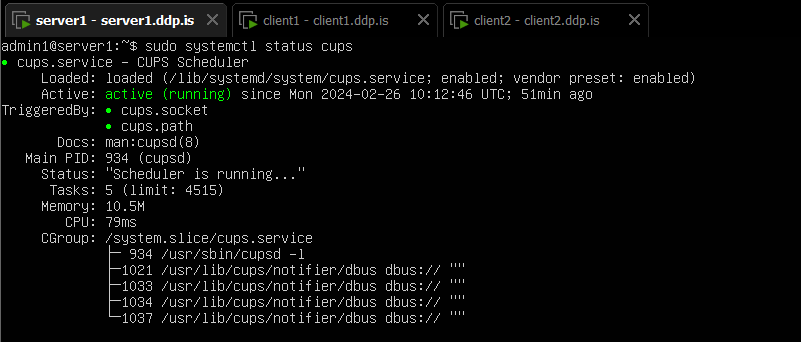 server1 - server1.ddp.is
client1 - client1.ddp.is
client2 - client2.ddp.is
admin1@server1:~$ sudo systemctl status cups
● cups.service - CUPS Scheduler
     Loaded: loaded (/lib/systemd/system/cups.service; enabled; vendor preset: enabled)
     Active: active (running) since Mon 2024-02-26 10:12:46 UTC; 51min ago
TriggeredBy: ● cups.socket
             ● cups.path
       Docs: man:cupsd(8)
   Main PID: 934 (cupsd)
     Status: "Scheduler is running..."
      Tasks: 5 (limit: 4515)
     Memory: 10.5M
        CPU: 79ms
     CGroup: /system.slice/cups.service
             ├─ 934 /usr/sbin/cupsd -l
             ├─1021 /usr/lib/cups/notifier/dbus dbus:// ""
             ├─1033 /usr/lib/cups/notifier/dbus dbus:// ""
             ├─1034 /usr/lib/cups/notifier/dbus dbus:// ""
             └─1037 /usr/lib/cups/notifier/dbus dbus:// ""